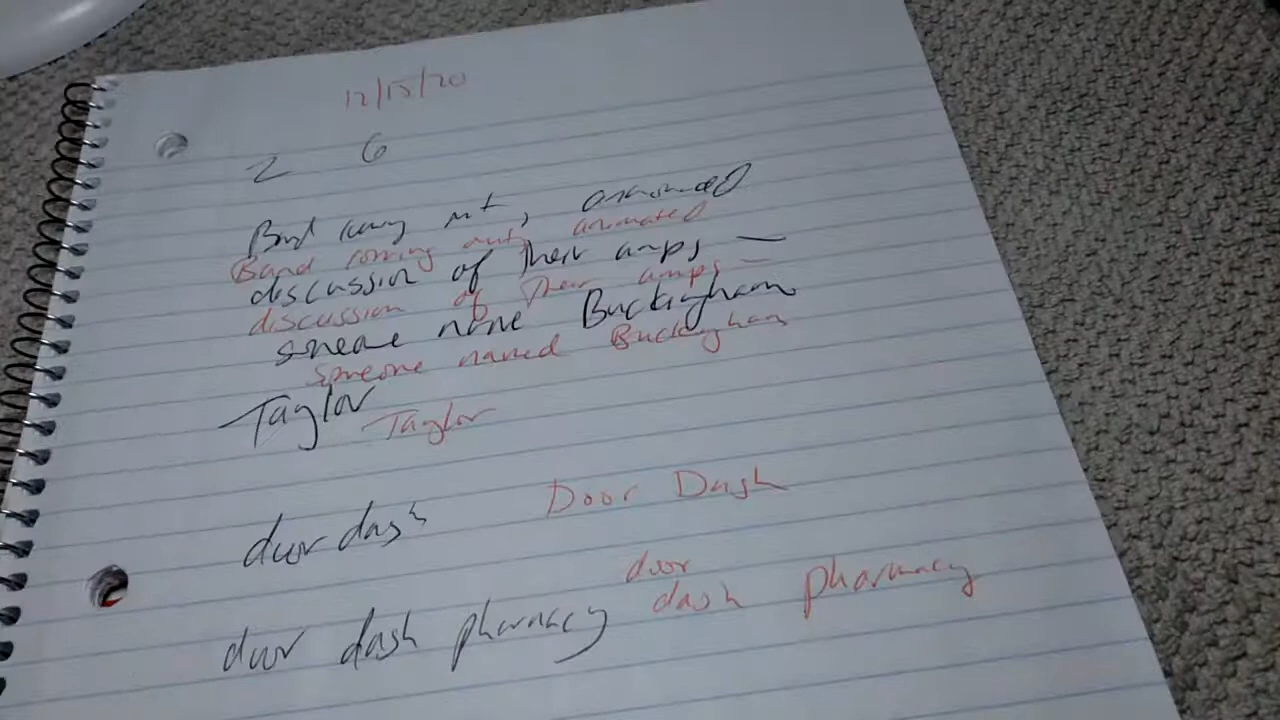 12/15/20
2 6
Band coming out, animated
Band coming out, animated
discussion of their amps —
discussion of their amps —
someone name Buckingham
someone named Buckingham
Taylor Taylor
door dash Door Dash
door
door dash pharmacy dash pharmacy